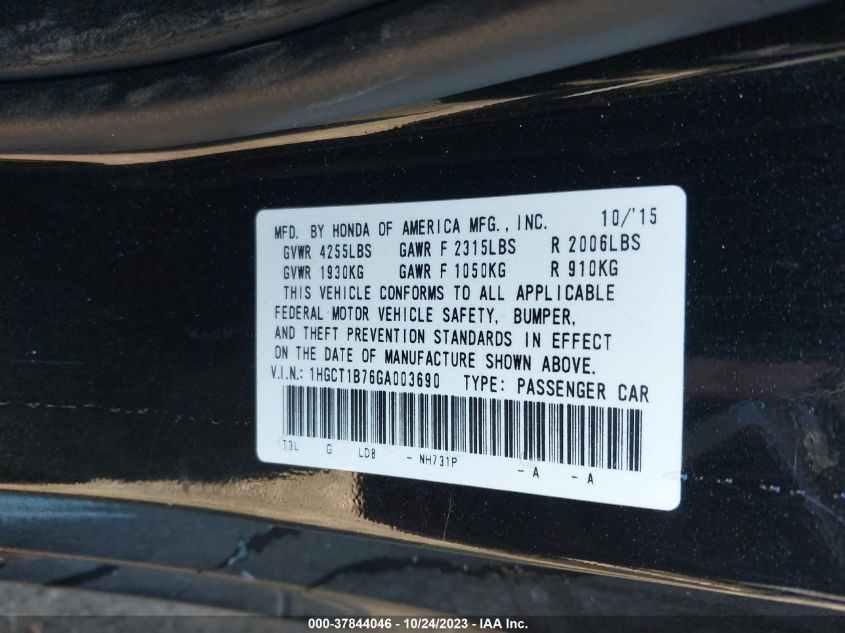 MFD. BY HONDA OF AMERICA MFG., INC. 10/'15
GVWR 4255LBS GAWR F 2315LBS R 2006LBS
GVWR 1930KG GAWR F 1050KG R 910KG
THIS VEHICLE CONFORMS TO ALL APPLICABLE
FEDERAL MOTOR VEHICLE SAFETY, BUMPER,
AND THEFT PREVENTION STANDARDS IN EFFECT
ON THE DATE OF MANUFACTURE SHOWN ABOVE.
V.I.N.: 1HGCT1B76GA003690 TYPE: PASSENGER CAR
T3L G LD8 - NH731P - A - A
000-37844046 - 10/24/2023 - IAA Inc.